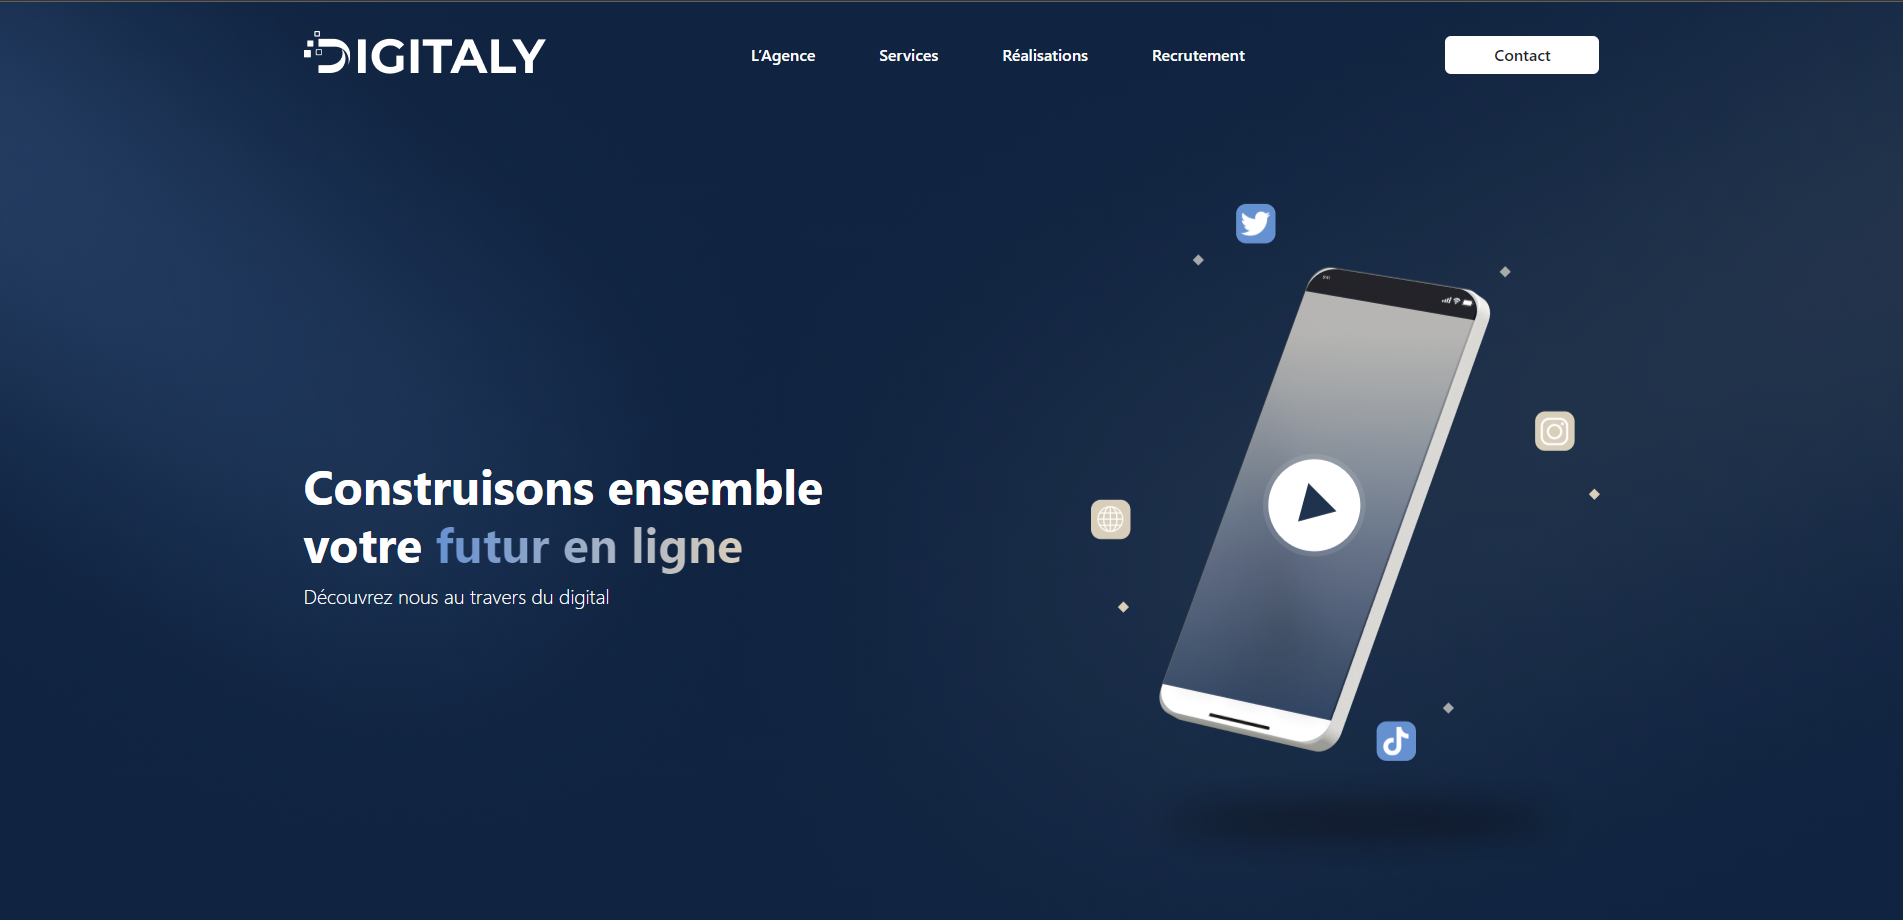 DIGITALY
L'Agence
Services
Réalisations
Recrutement
Contact
Construisons ensemble
votre futur en ligne
Découvrez nous au travers du digital